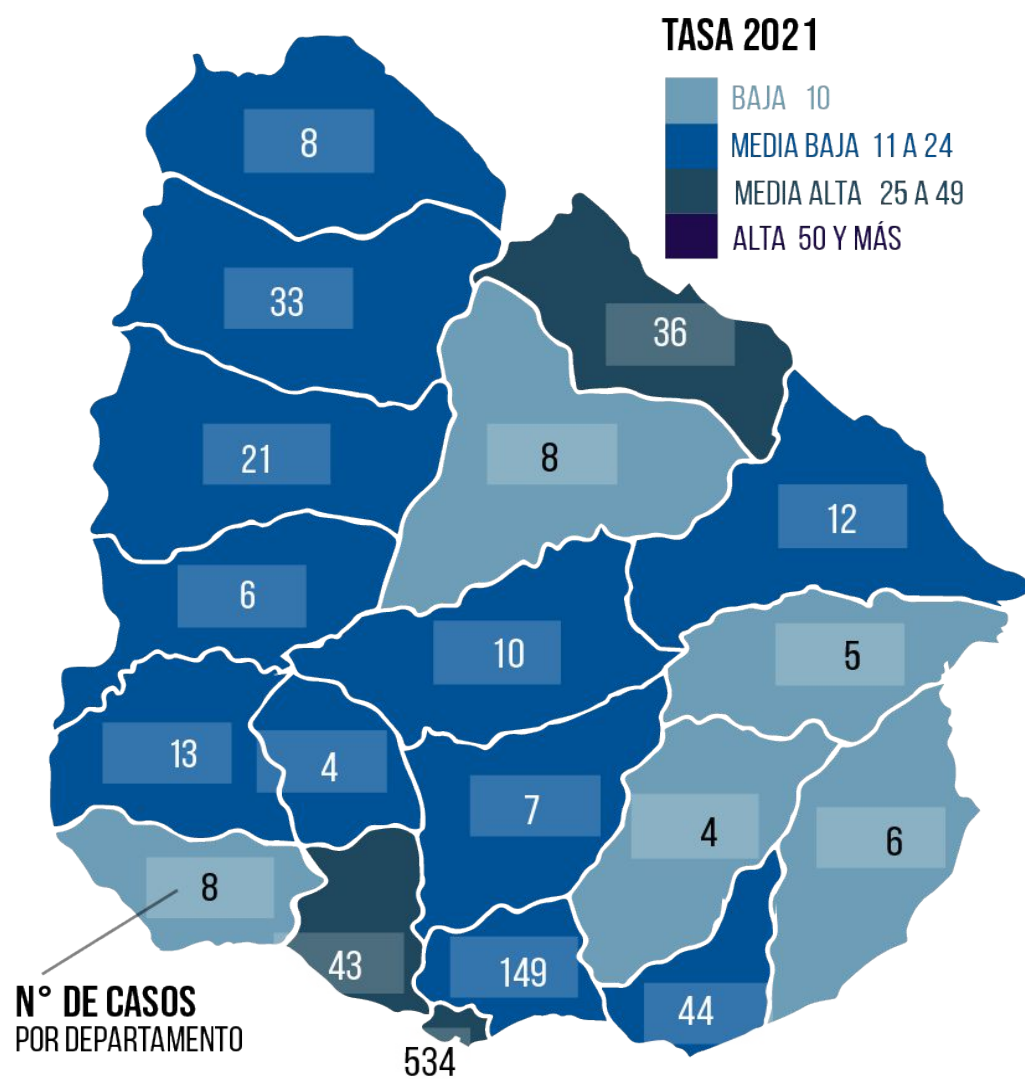 TASA 2021
BAJA 10
MEDIA BAJA 11 A 24
MEDIA ALTA 25 A 49
ALTA 50 Y MÁS
8
33
36
21
8
12
6
10
5
13
4
7
4
6
8
43
149
44
534
N° DE CASOS
POR DEPARTAMENTO